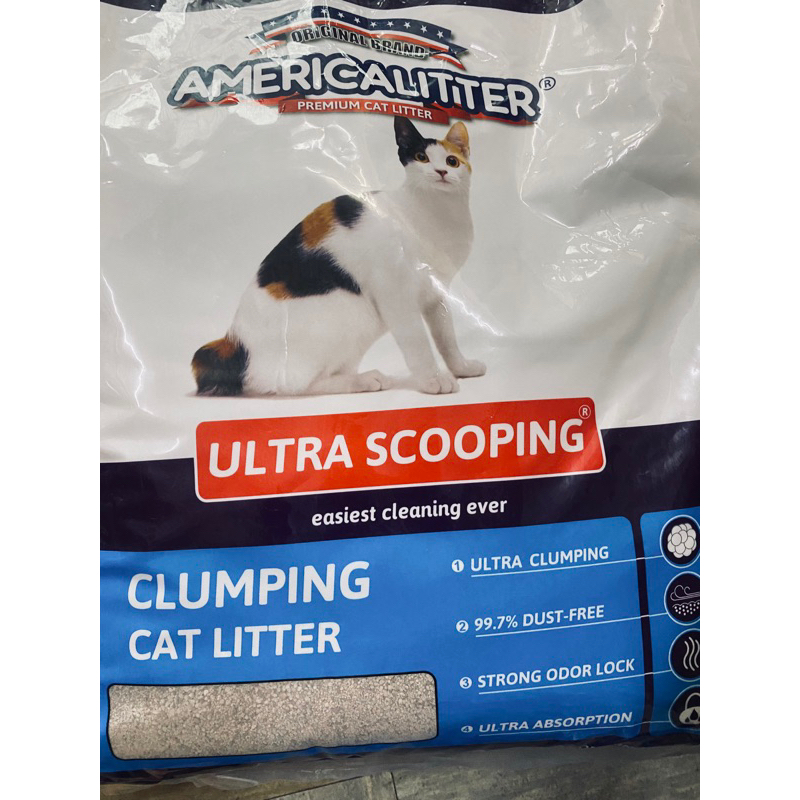 ORIGINAL BRAND
AMERICALITTER®
PREMIUM CAT LITTER
ULTRA SCOOPING®
easiest cleaning ever
CLUMPING
CAT LITTER
1 ULTRA CLUMPING
2 99.7% DUST-FREE
3 STRONG ODOR LOCK
4 ULTRA ABSORPTION